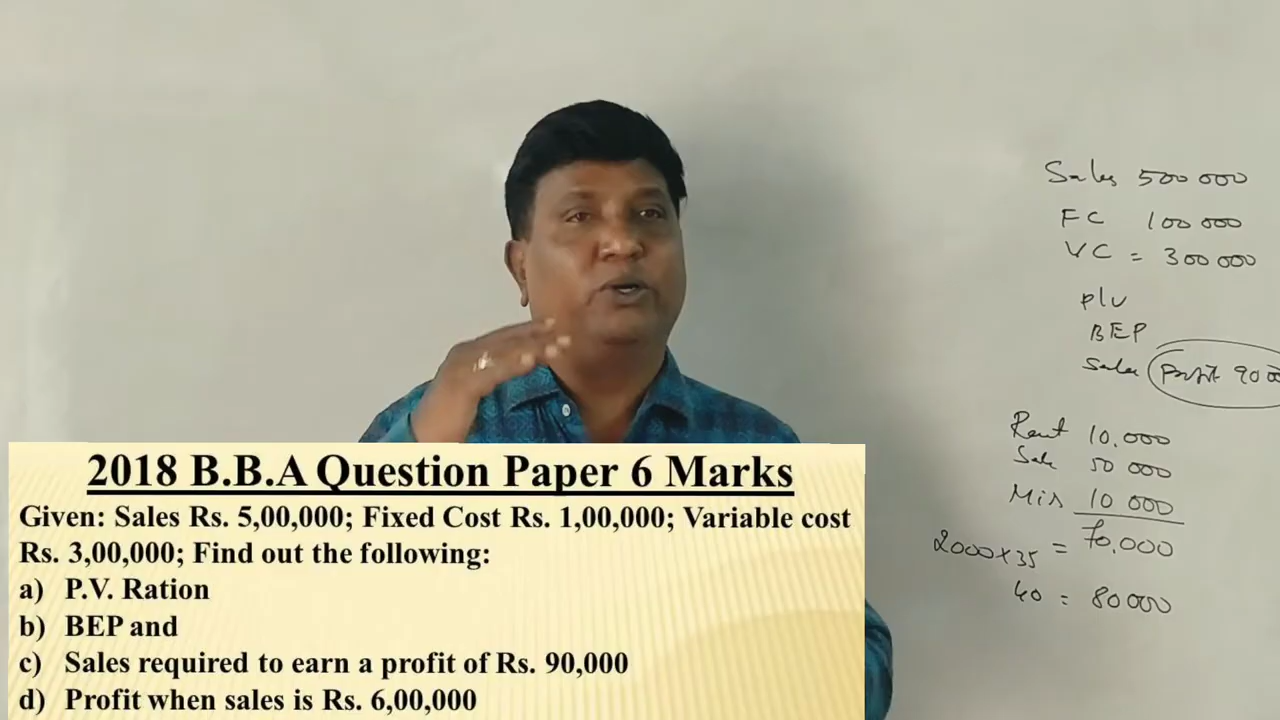 Sales 500 000
FC 100 000
VC = 300 000
P/V
BEP
Sales Profit 90 00
Rent 10,000
Sale 50 000
Mis 10 000
2000 x 35 = 70,000
40 = 80000
2018 B.B.A Question Paper 6 Marks
Given: Sales Rs. 5,00,000; Fixed Cost Rs. 1,00,000; Variable cost
Rs. 3,00,000; Find out the following:
a) P.V. Ration
b) BEP and
c) Sales required to earn a profit of Rs. 90,000
d) Profit when sales is Rs. 6,00,000